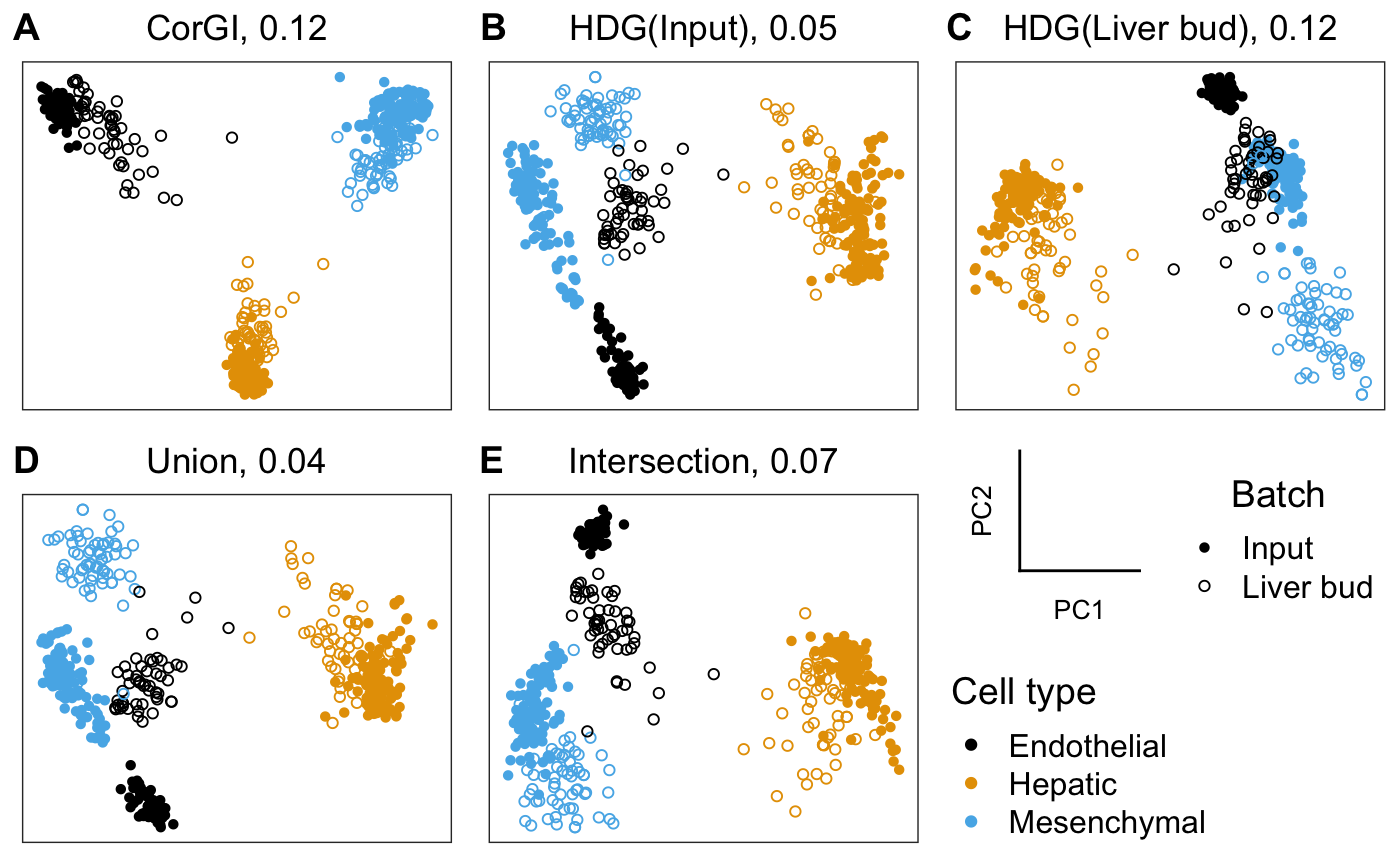 A
CorGI, 0.12
B
HDG(Input), 0.05
C
HDG(Liver bud), 0.12
D
Union, 0.04
E
Intersection, 0.07
PC2
PC1
Batch
Input
Liver bud
Cell type
Endothelial
Hepatic
Mesenchymal